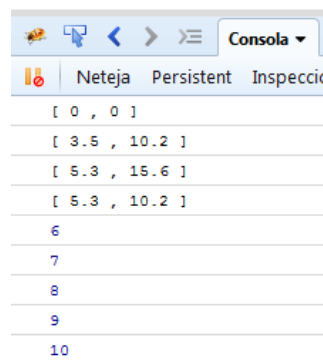 Consola
Neteja Persistent Inspecció
[ 0 , 0 ]
[ 3.5 , 10.2 ]
[ 5.3 , 15.6 ]
[ 5.3 , 10.2 ]
6
7
8
9
10